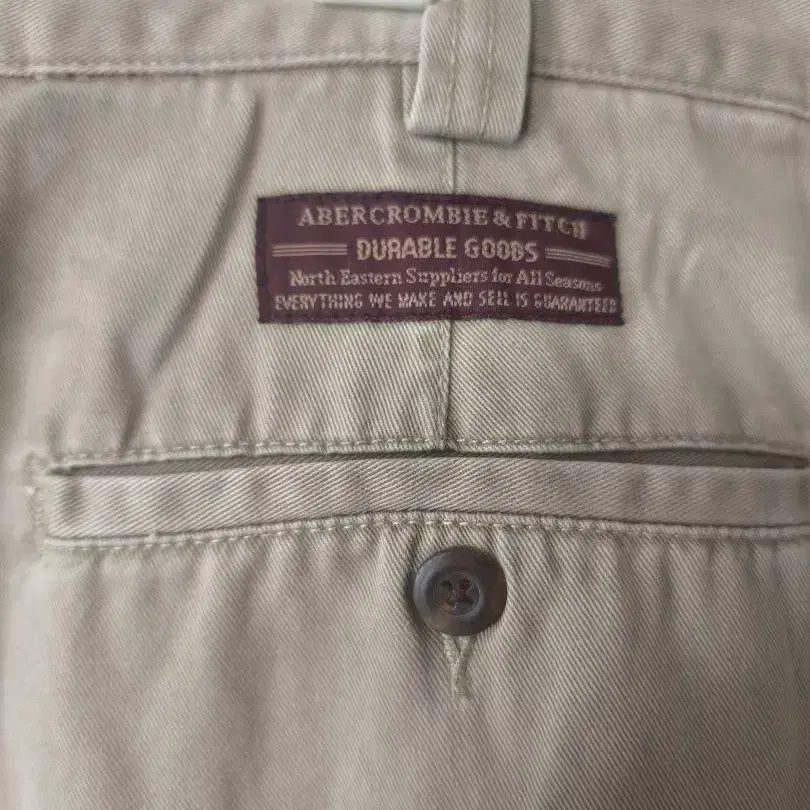 ABERCROMBIE & FITCH
DURABLE GOODS
North Eastern Suppliers for All Seasons
EVERYTHING WE MAKE AND SELL IS GUARANTEED